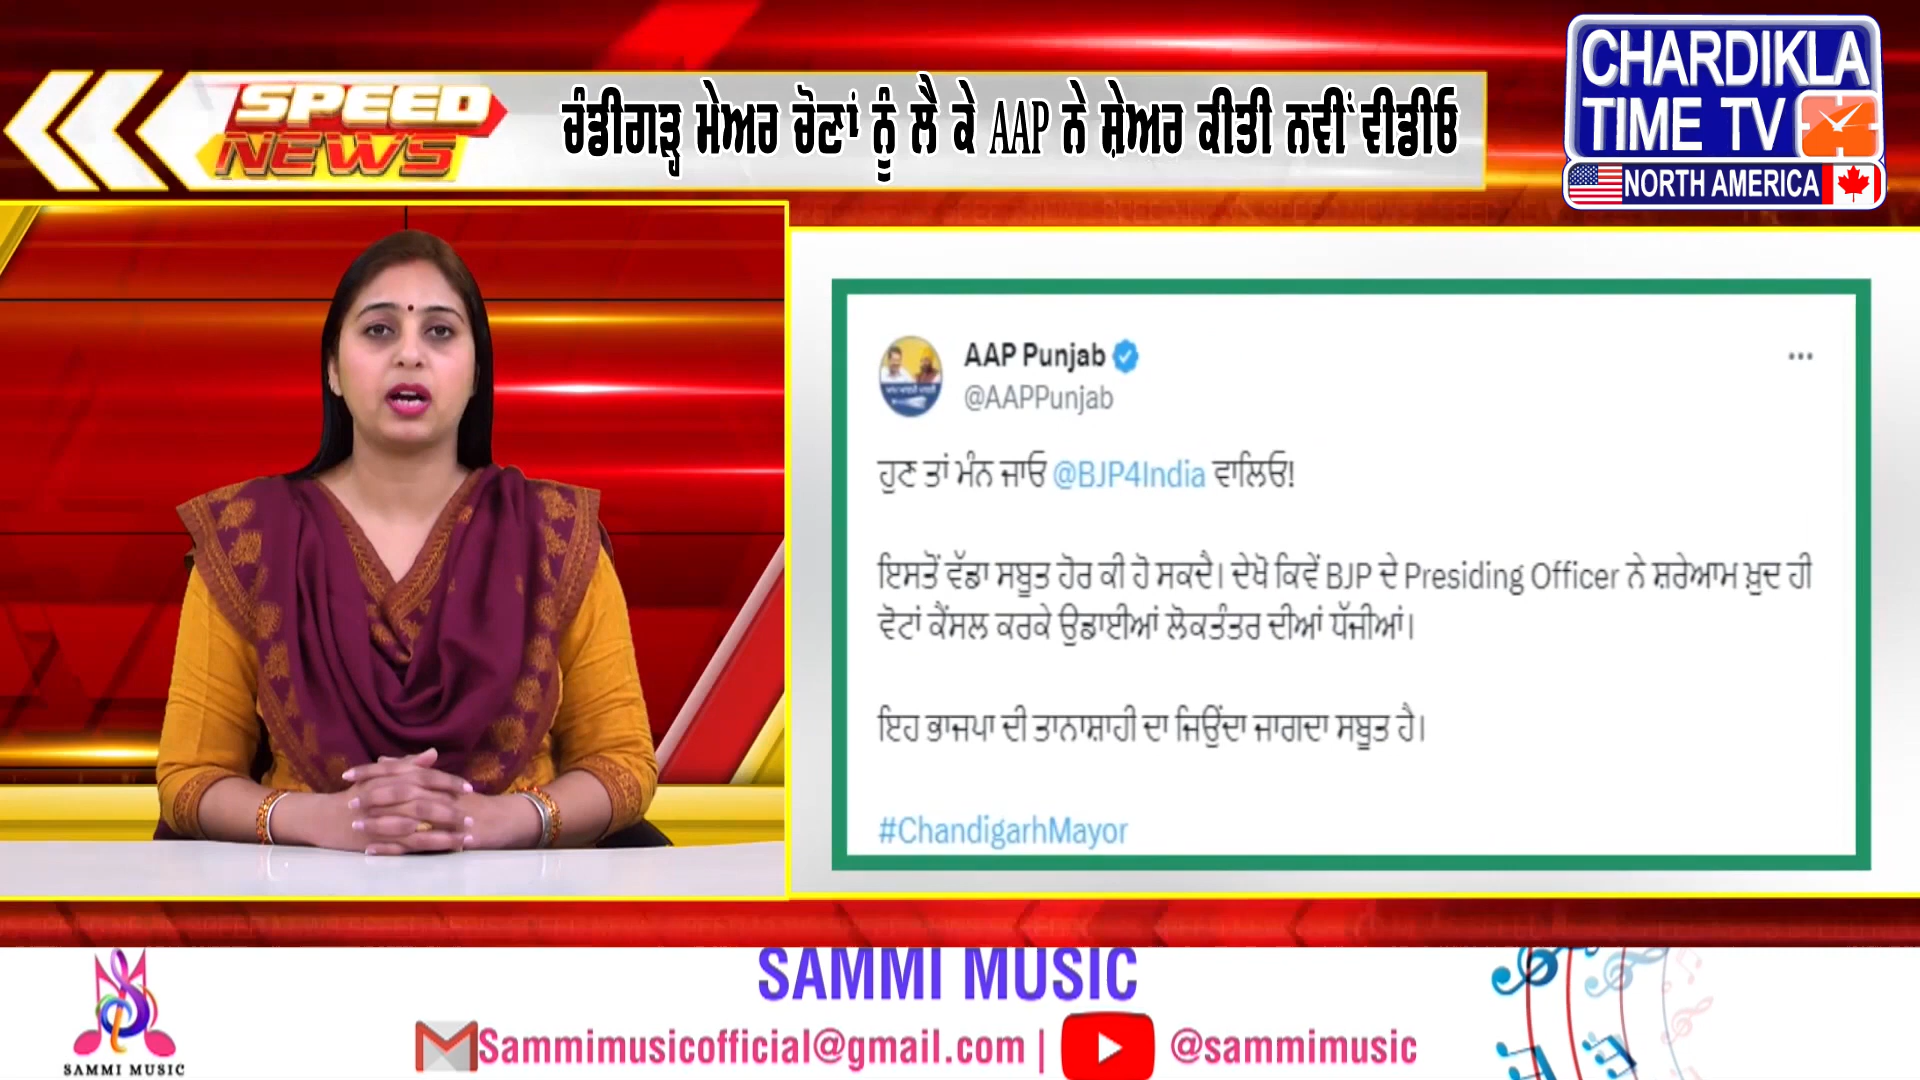 SPEED
NEWS
ਚੰਡੀਗੜ੍ਹ ਮੇਅਰ ਚੋਣਾਂ ਨੂੰ ਲੈ ਕੇ AAP ਨੇ ਸ਼ੇਅਰ ਕੀਤੀ ਨਵੀਂ ਵੀਡੀਓ
CHARDIKLA
TIME TV
NORTH AMERICA
AAP Punjab
@AAPPunjab
ਹੁਣ ਤਾਂ ਮੰਨ ਜਾਓ @BJP4India ਵਾਲਿਓ!
ਇਸਤੋਂ ਵੱਡਾ ਸਬੂਤ ਹੋਰ ਕੀ ਹੋ ਸਕਦੈ। ਦੇਖੋ ਕਿਵੇਂ BJP ਦੇ Presiding Officer ਨੇ ਸ਼ਰੇਆਮ ਖ਼ੁਦ ਹੀ
ਵੋਟਾਂ ਕੈਂਸਲ ਕਰਕੇ ਉਡਾਈਆਂ ਲੋਕਤੰਤਰ ਦੀਆਂ ਧੱਜੀਆਂ।
ਇਹ ਭਾਜਪਾ ਦੀ ਤਾਨਾਸ਼ਾਹੀ ਦਾ ਜਿਉਂਦਾ ਜਾਗਦਾ ਸਬੂਤ ਹੈ।
#ChandigarhMayor
SAMMI MUSIC
Sammimusicofficial@gmail.com | @sammimusic
SAMMI MUSIC